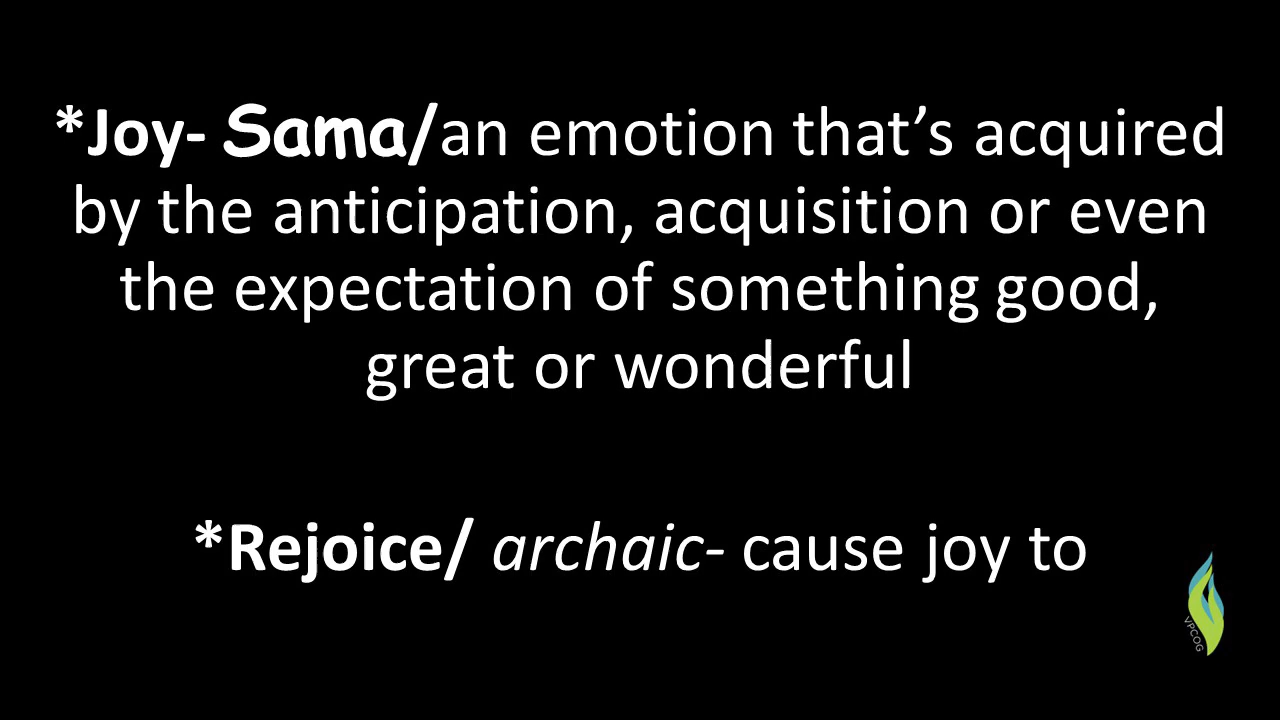 *Joy- Sama/an emotion that’s acquired
by the anticipation, acquisition or even
the expectation of something good,
great or wonderful
*Rejoice/ archaic- cause joy to
VPCOG